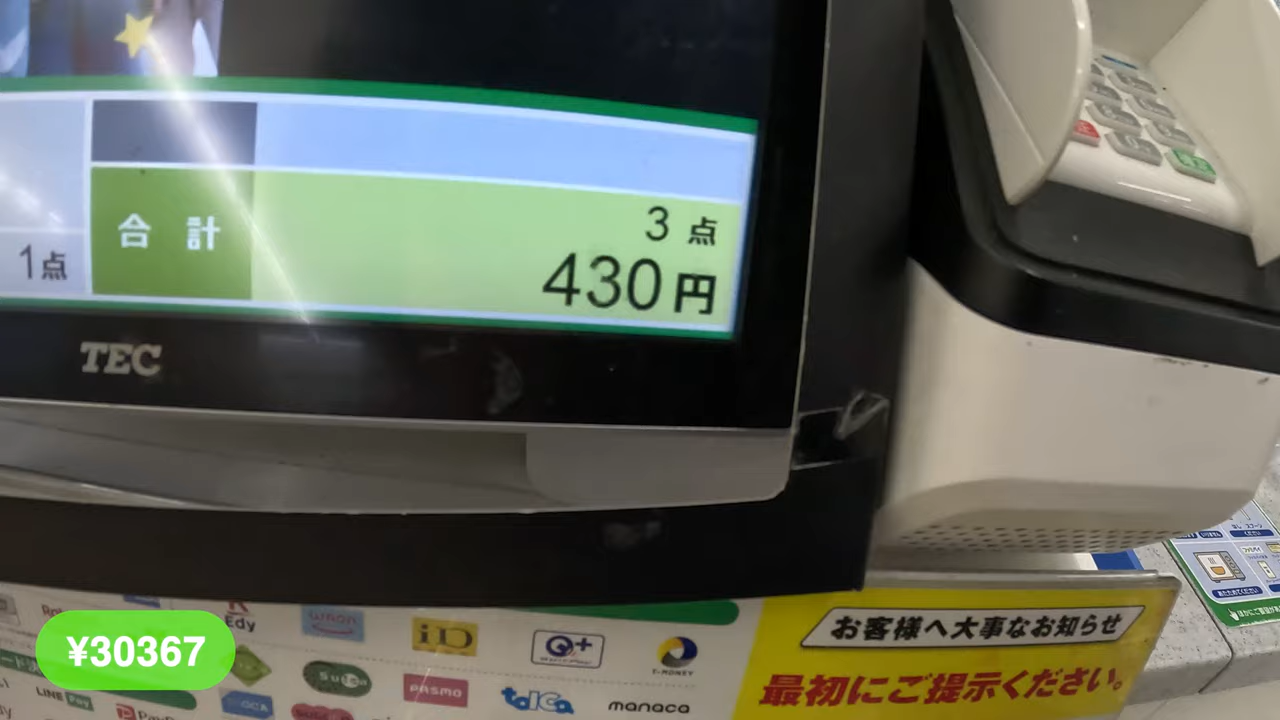 合計
3点
1点
430円
TEC
お客様へ大事なお知らせ
最初にご提示ください。
Edy
WAON
iD
T-MONEY
¥30367
Suica
PASMO
TOICA
manaca
LINE Pay